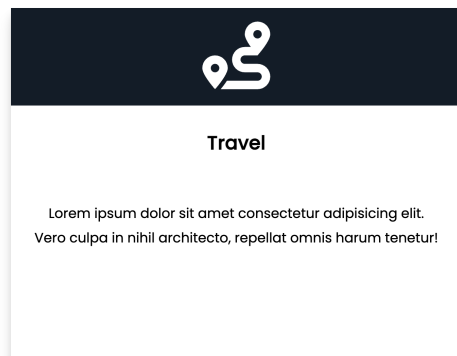 Travel
Lorem ipsum dolor sit amet consectetur adipisicing elit.
Vero culpa in nihil architecto, repellat omnis harum tenetur!